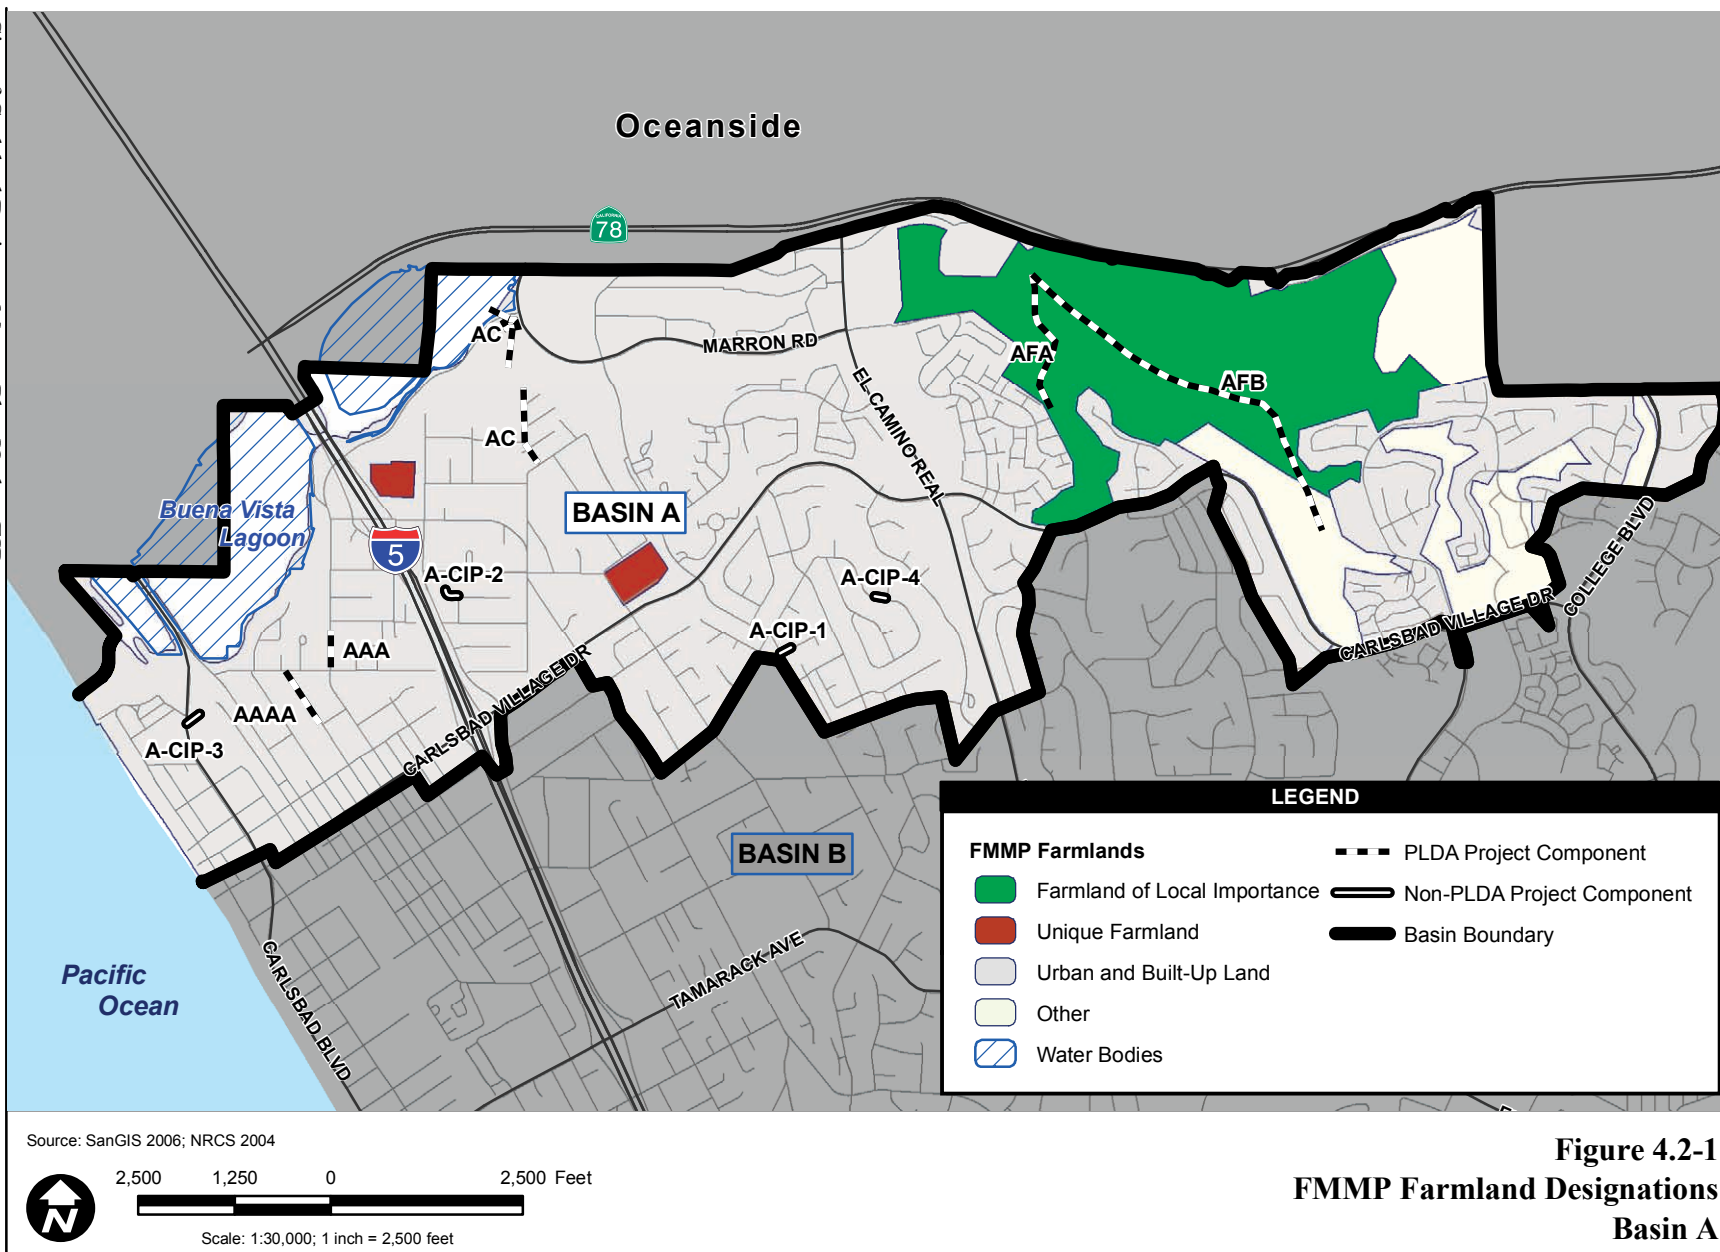 Oceanside
CALIFORNIA
78
AC
MARRON RD
AFA
AFB
EL CAMINO REAL
AC
Buena Vista
Lagoon
BASIN A
5
A-CIP-2
A-CIP-4
A-CIP-1
AAA
AAAA
A-CIP-3
CARLSBAD VILLAGE DR
CARLSBAD VILLAGE DR
COLLEGE BLVD
BASIN B
TAMARACK AVE
CARLSBAD BLVD
Pacific
Ocean
LEGEND
FMMP Farmlands
Farmland of Local Importance
Unique Farmland
Urban and Built-Up Land
Other
Water Bodies
PLDA Project Component
Non-PLDA Project Component
Basin Boundary
Source: SanGIS 2006; NRCS 2004
N
2,500 1,250 0 2,500 Feet
Scale: 1:30,000; 1 inch = 2,500 feet
Figure 4.2-1
FMMP Farmland Designations
Basin A